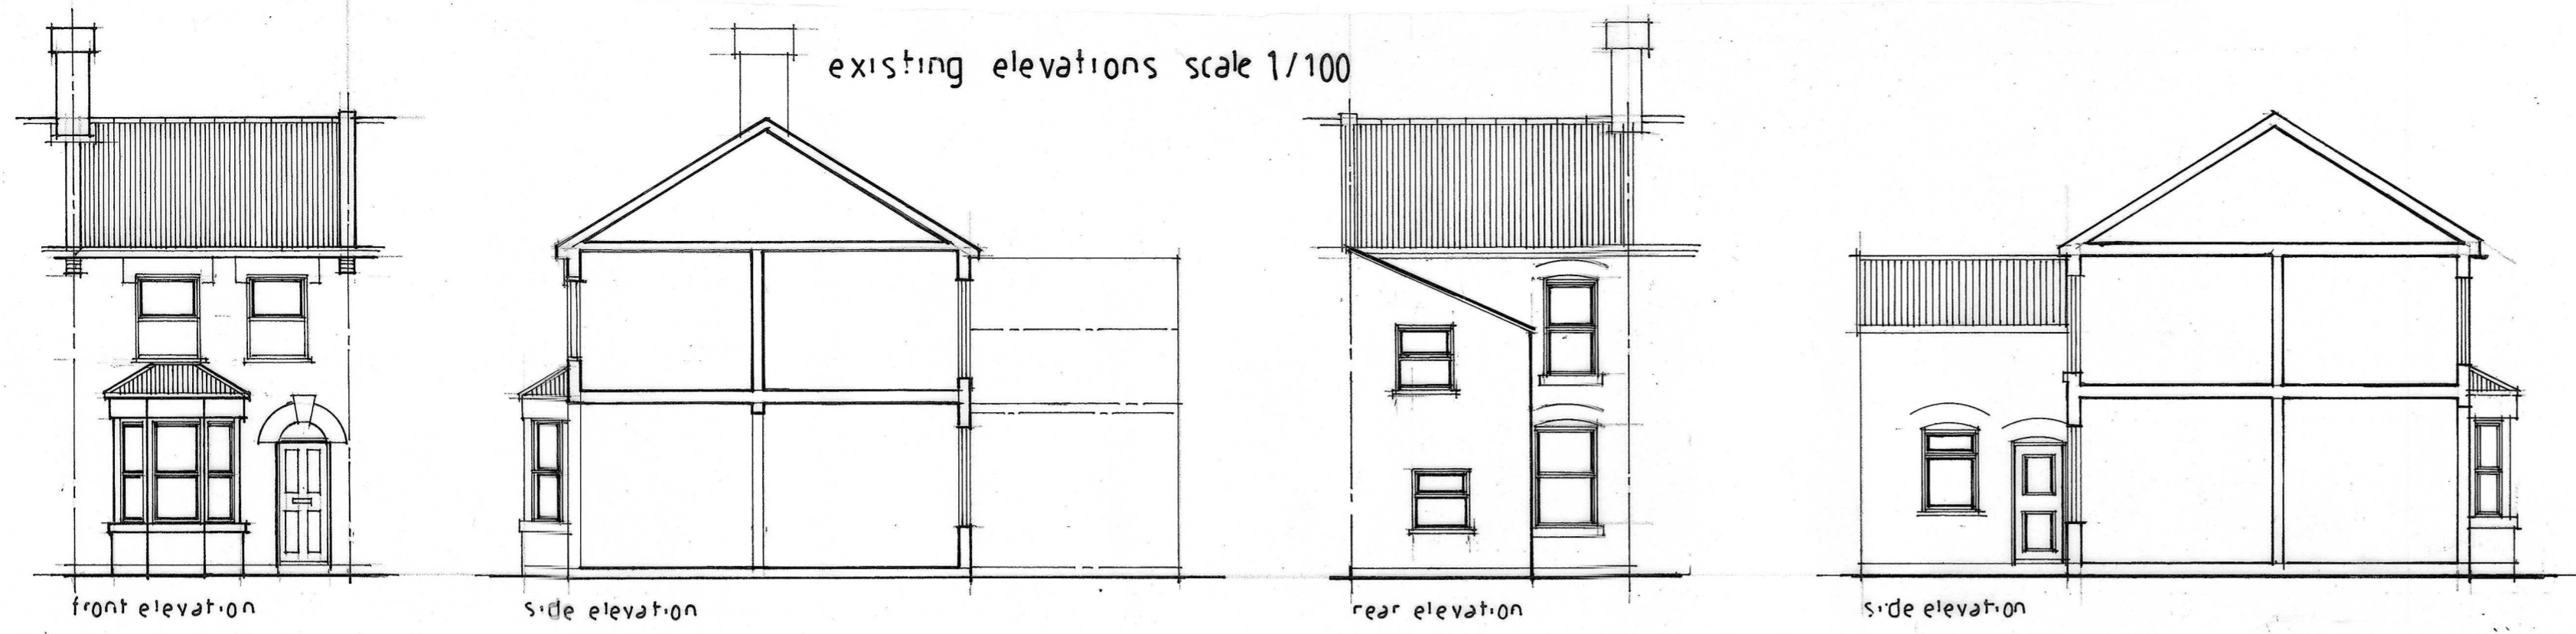 existing elevations scale 1/100
front elevation
side elevation
rear elevation
side elevation